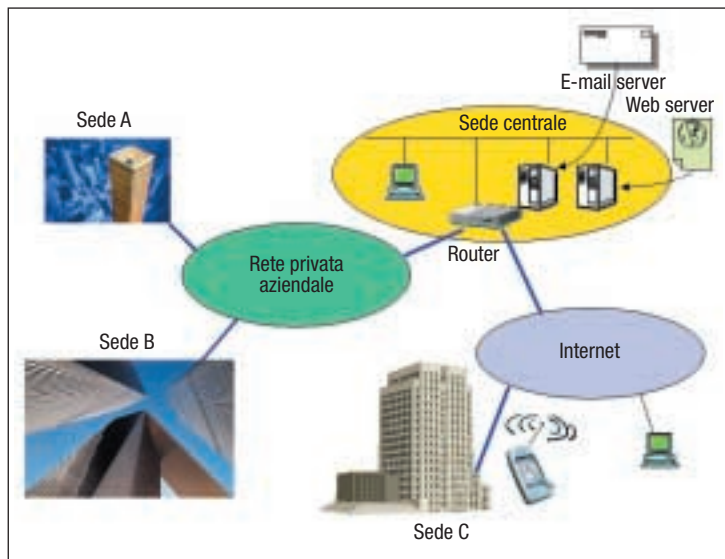 E-mail server
Web server
Sede A
Sede centrale
Router
Rete privata
aziendale
Sede B
Internet
Sede C